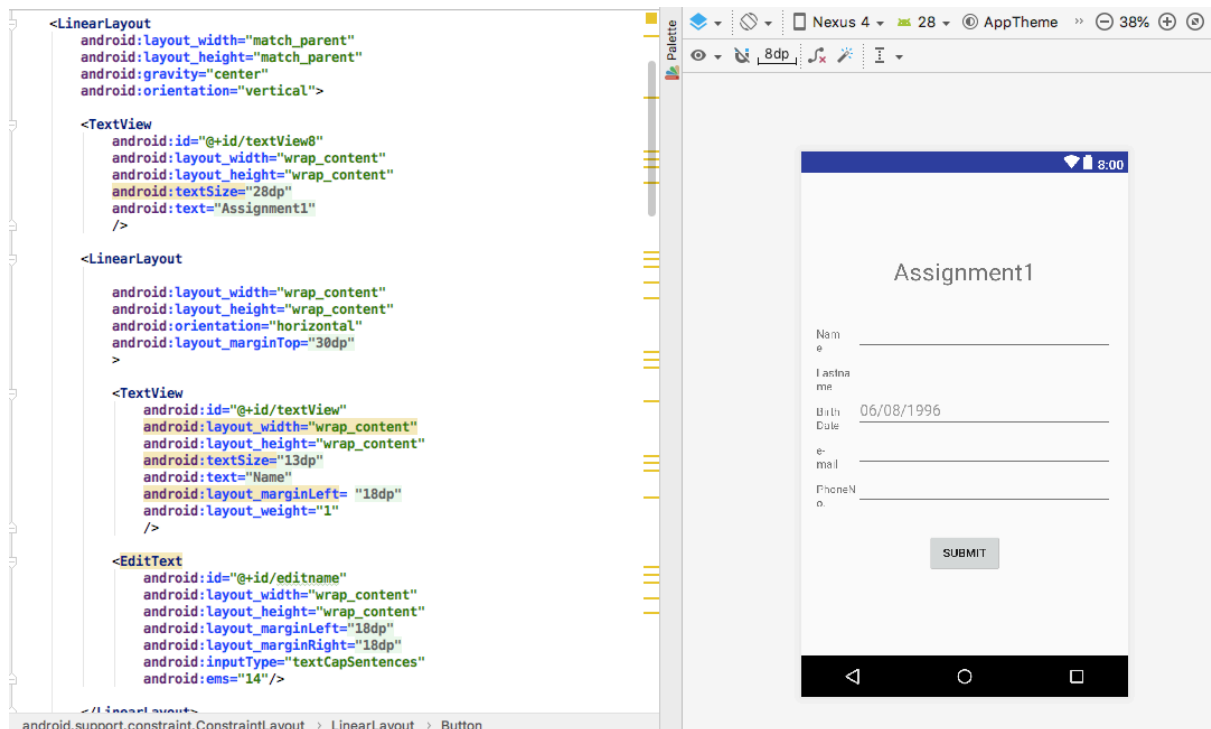 <LinearLayout
android:layout_width="match_parent"
android:layout_height="match_parent"
android:gravity="center"
android:orientation="vertical">
<TextView
android:id="@+id/textView8"
android:layout_width="wrap_content"
android:layout_height="wrap_content"
android:textSize="28dp"
android:text="Assignment1"
/>
<LinearLayout
android:layout_width="wrap_content"
android:layout_height="wrap_content"
android:orientation="horizontal"
android:layout_marginTop="30dp"
>
<TextView
android:id="@+id/textView"
android:layout_width="wrap_content"
android:layout_height="wrap_content"
android:textSize="13dp"
android:text="Name"
android:layout_marginLeft= "18dp"
android:layout_weight="1"
/>
<EditText
android:id="@+id/editname"
android:layout_width="wrap_content"
android:layout_height="wrap_content"
android:layout_marginLeft="18dp"
android:layout_marginRight="18dp"
android:inputType="textCapSentences"
android:ems="14"/>
</LinearLayout>
android.support.constraint.ConstraintLayout > LinearLayout > Button
Palette
Nexus 4 28 AppTheme » 38%
8dp
8:00
Assignment1
Nam
e
Lastna
me
Birth
Date
06/08/1996
e-
mail
PhoneN
o.
SUBMIT